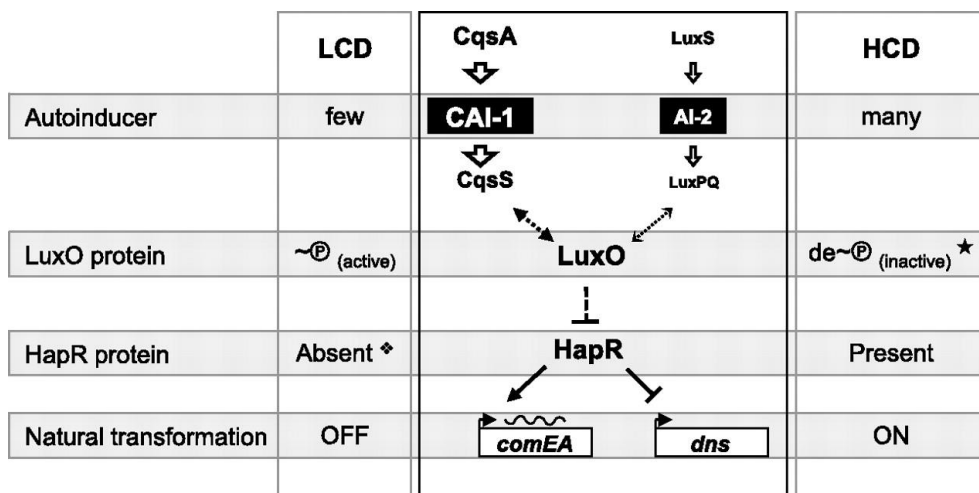 LCD CqsA LuxS HCD
Autoinducer few CAI-1 AI-2 many
CqsS LuxPQ
LuxO protein ~Ⓟ (active) LuxO de~Ⓟ (inactive) ★
HapR protein Absent ❖ HapR Present
Natural transformation OFF comEA dns ON